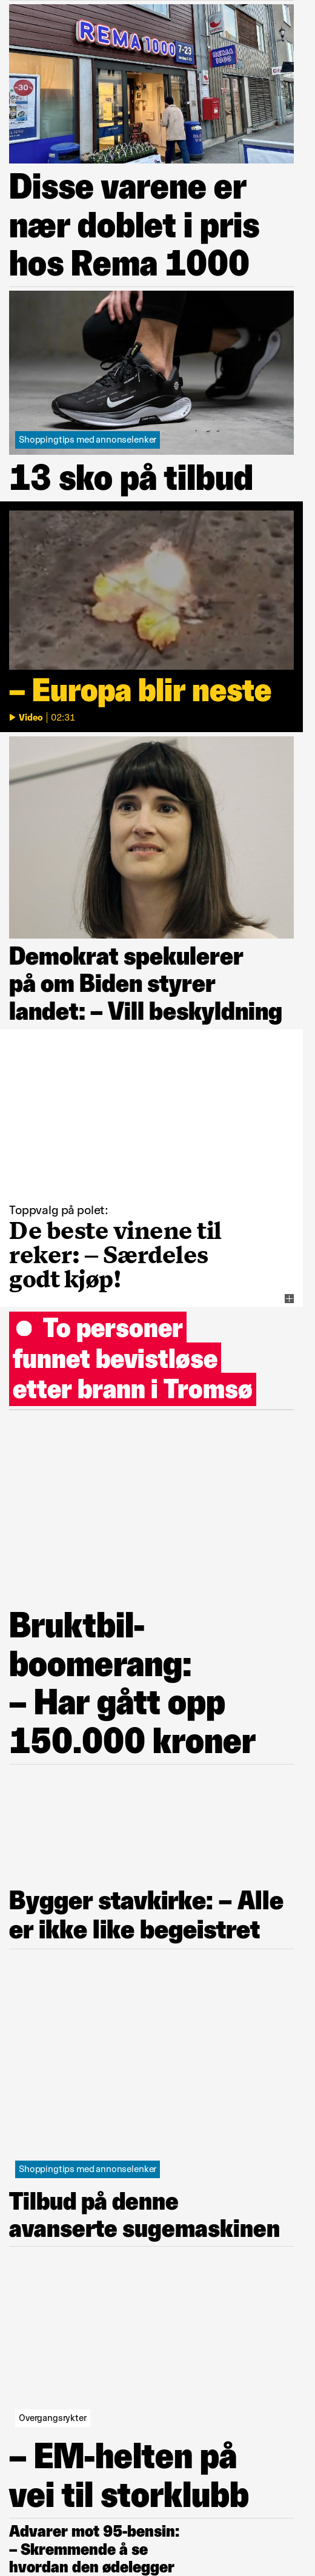 REMA 1000
7-23
REMA
1000
-30%
Disse varene er
nær doblet i pris
hos Rema 1000
Shoppingtips med annonselenker
13 sko på tilbud
– Europa blir neste
Video | 02:31
Demokrat spekulerer
på om Biden styrer
landet: – Vill beskyldning
Toppvalg på polet:
De beste vinene til
reker: – Særdeles
godt kjøp!
To personer
funnet bevistløse
etter brann i Tromsø
Bruktbil-
boomerang:
– Har gått opp
150.000 kroner
Bygger stavkirke: – Alle
er ikke like begeistret
Shoppingtips med annonselenker
Tilbud på denne
avanserte sugemaskinen
Overgangsrykter
– EM-helten på
vei til storklubb
Advarer mot 95-bensin:
– Skremmende å se
hvordan den ødelegger